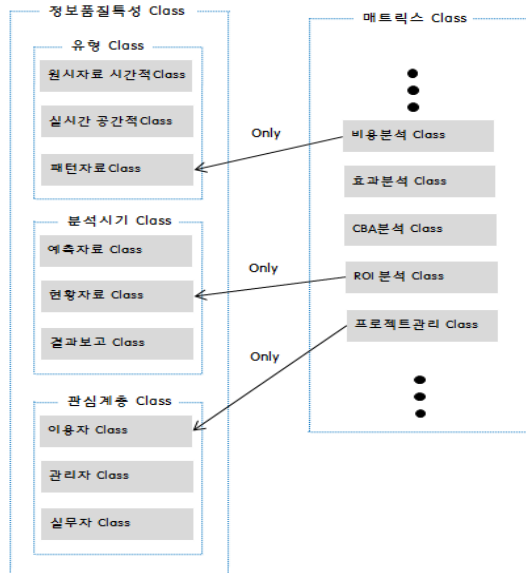 정보품질특성 Class
유형 Class
원시자료 시간적Class
실시간 공간적Class
패턴자료Class
분석시기 Class
예측자료 Class
현황자료 Class
결과보고 Class
관심계층 Class
이용자 Class
관리자 Class
실무자 Class
Only
Only
Only
매트릭스 Class
비용분석 Class
효과분석 Class
CBA분석 Class
ROI 분석 Class
프로젝트관리 Class